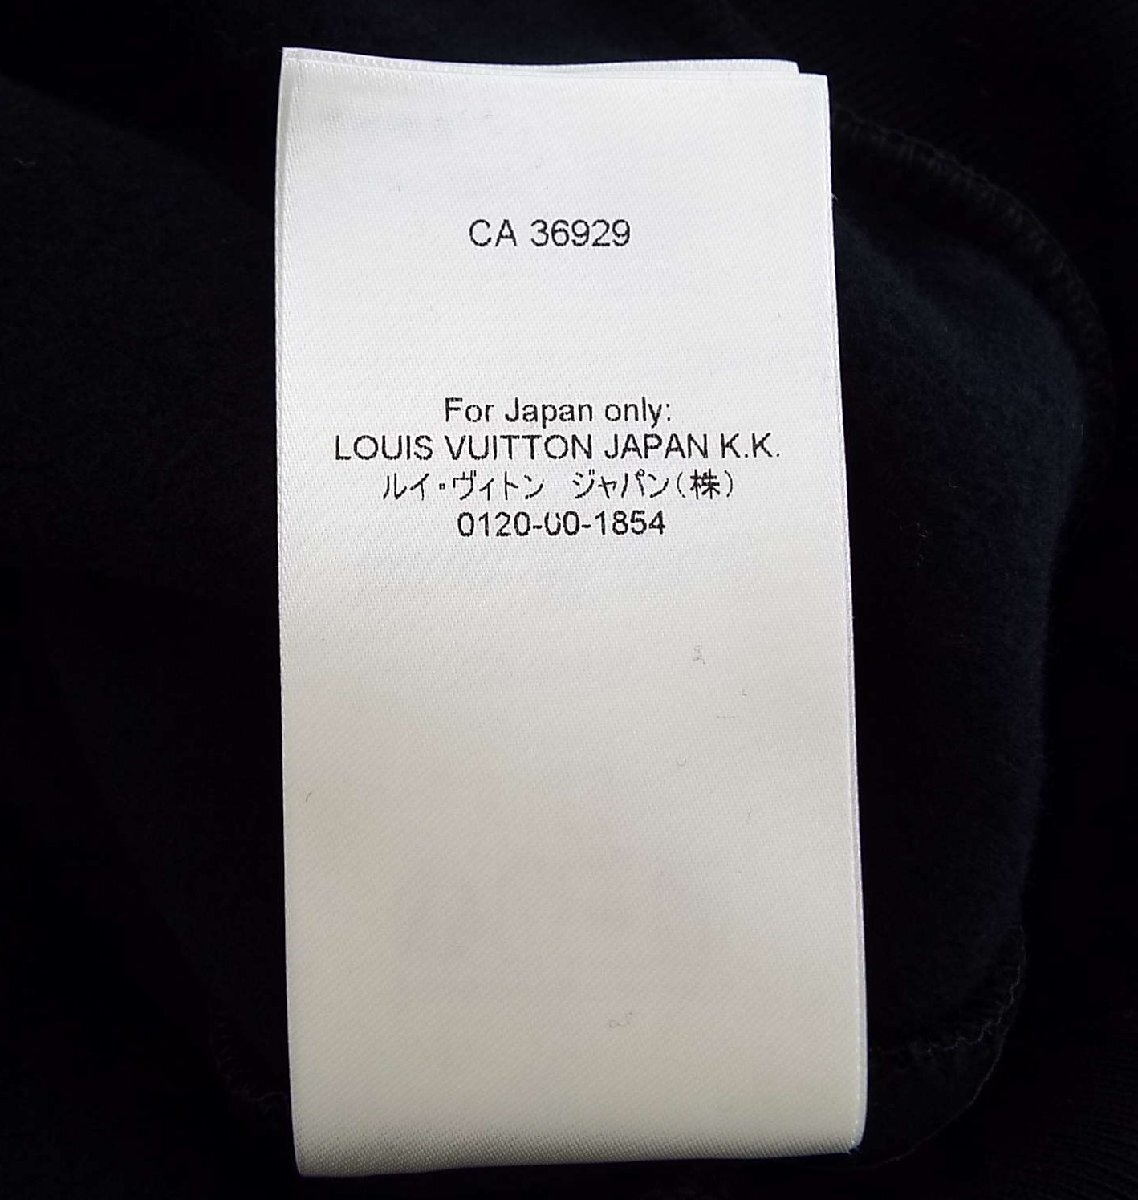 CA 36929
For Japan only:
LOUIS VUITTON JAPAN K.K.
ルイ・ヴィトン　ジャパン(株)
0120-00-1854